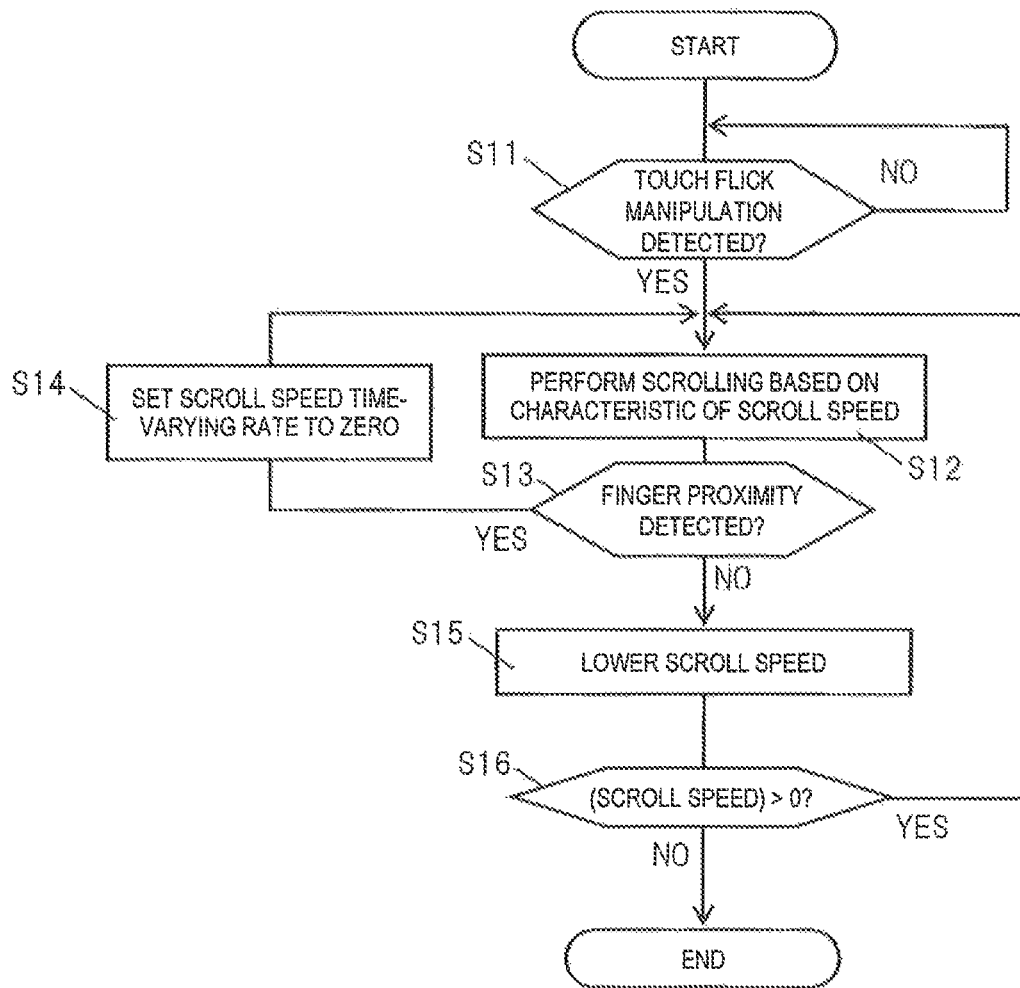 START
S11
TOUCH FLICK
MANIPULATION
DETECTED?
NO
YES
S14
SET SCROLL SPEED TIME-
VARYING RATE TO ZERO
PERFORM SCROLLING BASED ON
CHARACTERISTIC OF SCROLL SPEED
S12
S13
FINGER PROXIMITY
DETECTED?
YES
NO
S15
LOWER SCROLL SPEED
S16
(SCROLL SPEED) > 0?
YES
NO
END